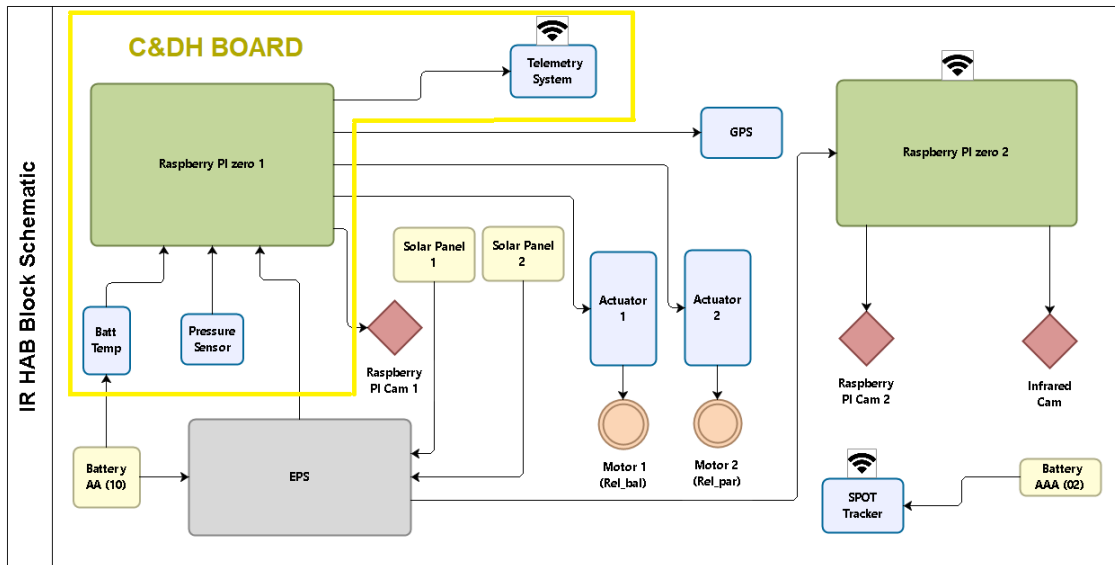 IR HAB Block Schematic
C&DH BOARD
Telemetry
System
Raspberry PI zero 1
GPS
Raspberry PI zero 2
Solar Panel
1
Solar Panel
2
Batt
Temp
Pressure
Sensor
Raspberry
PI Cam 1
Actuator
1
Actuator
2
Raspberry
PI Cam 2
Infrared
Cam
Battery
AA (10)
EPS
Motor 1
(Rel_bal)
Motor 2
(Rel_par)
SPOT
Tracker
Battery
AAA (02)